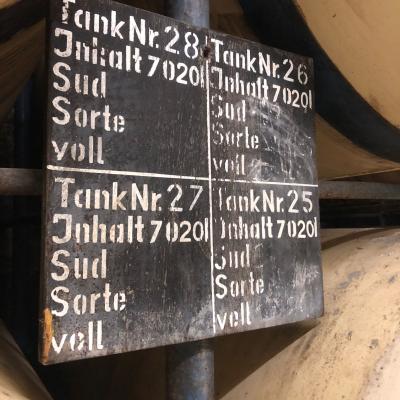 Tank Nr. 28
Inhalt 7020l
Sud
Sorte
voll
Tank Nr. 26
Inhalt 7020l
Sud
Sorte
voll
Tank Nr. 27
Inhalt 7020l
Sud
Sorte
voll
Tank Nr. 25
Inhalt 7020l
Sud
Sorte
voll